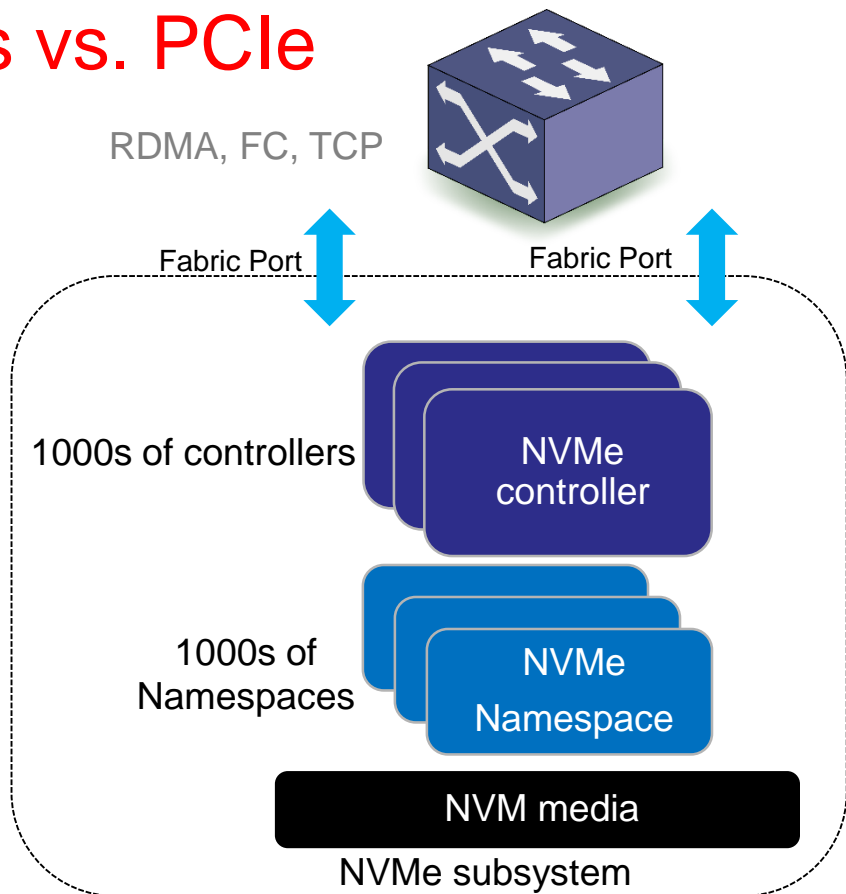 s vs. PCIe
RDMA, FC, TCP
Fabric Port
Fabric Port
1000s of controllers
NVMe
controller
1000s of
Namespaces
NVMe
Namespace
NVM media
NVMe subsystem